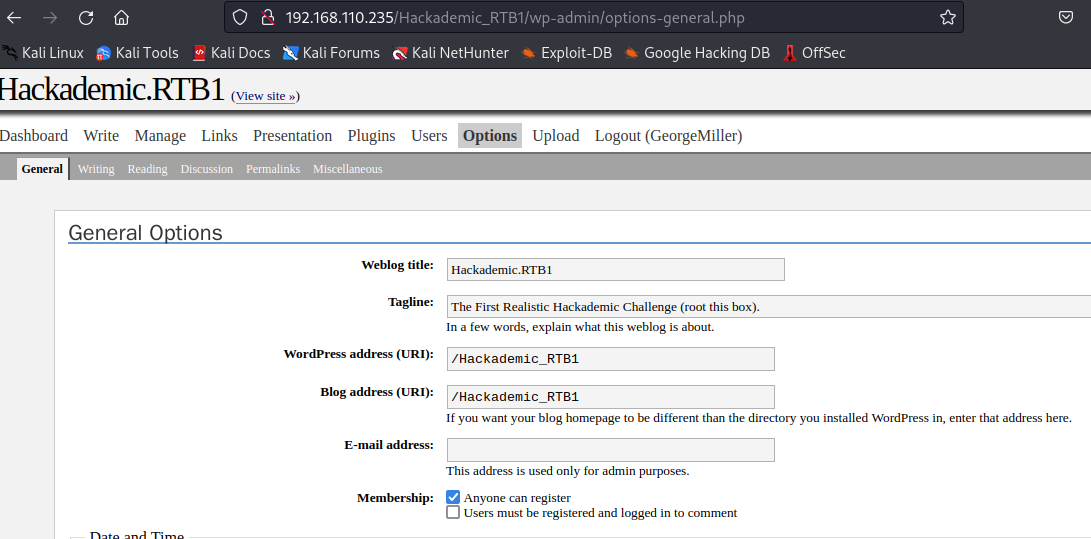 192.168.110.235/Hackademic_RTB1/wp-admin/options-general.php
Kali Linux Kali Tools Kali Docs Kali Forums Kali NetHunter Exploit-DB Google Hacking DB OffSec
Hackademic.RTB1 (View site »)
Dashboard Write Manage Links Presentation Plugins Users Options Upload Logout (GeorgeMiller)
General Writing Reading Discussion Permalinks Miscellaneous
General Options
Weblog title: Hackademic.RTB1
Tagline: The First Realistic Hackademic Challenge (root this box).
In a few words, explain what this weblog is about.
WordPress address (URI): /Hackademic_RTB1
Blog address (URI): /Hackademic_RTB1
If you want your blog homepage to be different than the directory you installed WordPress in, enter that address here.
E-mail address:
This address is used only for admin purposes.
Membership: Anyone can register
Users must be registered and logged in to comment
Date and Time